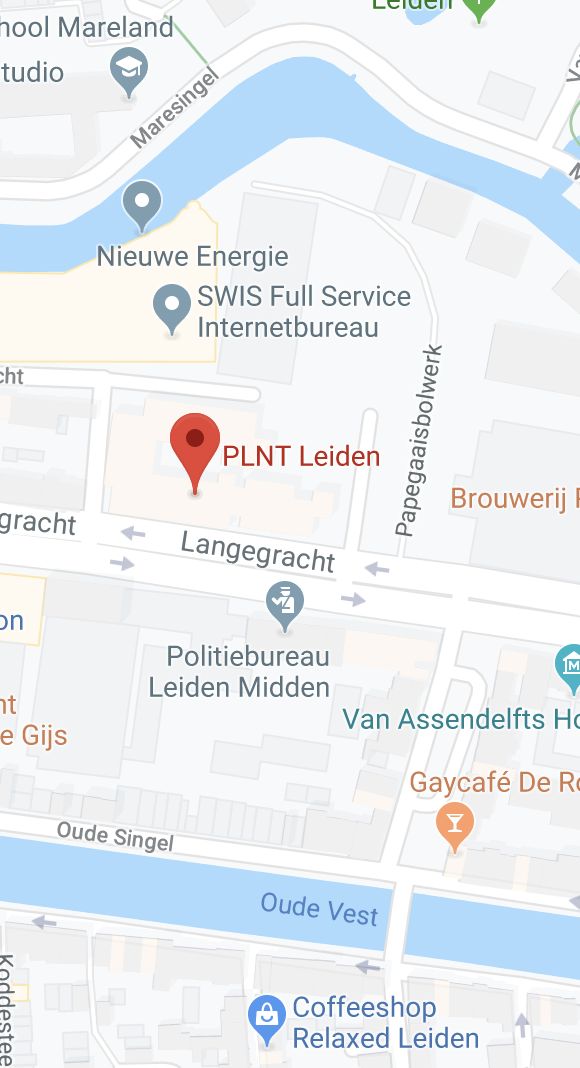 Leiden
hool Mareland
tudio
Maresingel
Nieuwe Energie
SWIS Full Service
Internetbureau
cht
Papegaaisbolwerk
PLNT Leiden
Brouwerij
gracht
Langegracht
on
Politiebureau
Leiden Midden
nt
e Gijs
Van Assendelfts Ho
Gaycafé De Ro
Oude Singel
Oude Vest
Koddestee
Coffeeshop
Relaxed Leiden